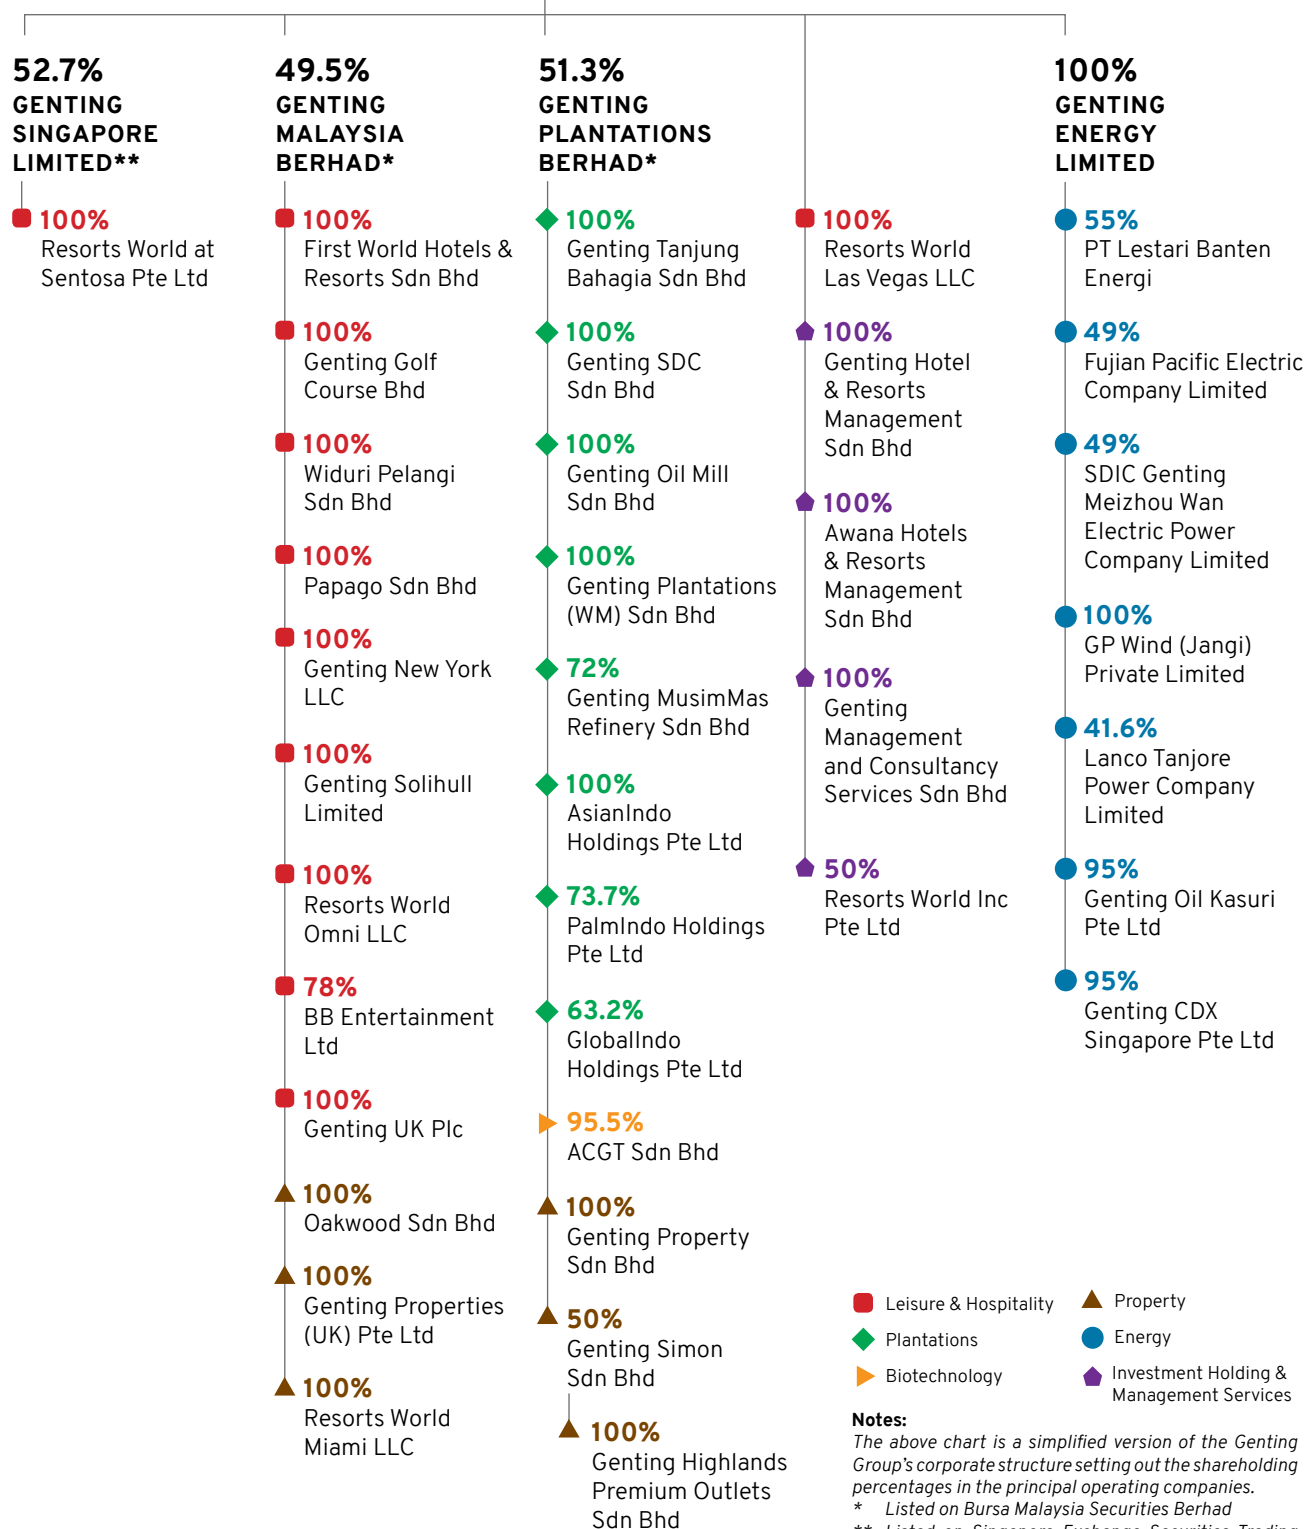 52.7%
GENTING
SINGAPORE
LIMITED**
100%
Resorts World at
Sentosa Pte Ltd
49.5%
GENTING
MALAYSIA
BERHAD*
100%
First World Hotels &
Resorts Sdn Bhd
100%
Genting Golf
Course Bhd
100%
Widuri Pelangi
Sdn Bhd
100%
Papago Sdn Bhd
100%
Genting New York
LLC
100%
Genting Solihull
Limited
100%
Resorts World
Omni LLC
78%
BB Entertainment
Ltd
100%
Genting UK Plc
100%
Oakwood Sdn Bhd
100%
Genting Properties
(UK) Pte Ltd
100%
Resorts World
Miami LLC
51.3%
GENTING
PLANTATIONS
BERHAD*
100%
Genting Tanjung
Bahagia Sdn Bhd
100%
Genting SDC
Sdn Bhd
100%
Genting Oil Mill
Sdn Bhd
100%
Genting Plantations
(WM) Sdn Bhd
72%
Genting MusimMas
Refinery Sdn Bhd
100%
AsianIndo
Holdings Pte Ltd
73.7%
PalmIndo Holdings
Pte Ltd
63.2%
GlobalIndo
Holdings Pte Ltd
95.5%
ACGT Sdn Bhd
100%
Genting Property
Sdn Bhd
50%
Genting Simon
Sdn Bhd
100%
Genting Highlands
Premium Outlets
Sdn Bhd
100%
Resorts World
Las Vegas LLC
100%
Genting Hotel
& Resorts
Management
Sdn Bhd
100%
Awana Hotels
& Resorts
Management
Sdn Bhd
100%
Genting
Management
and Consultancy
Services Sdn Bhd
50%
Resorts World Inc
Pte Ltd
100%
GENTING
ENERGY
LIMITED
55%
PT Lestari Banten
Energi
49%
Fujian Pacific Electric
Company Limited
49%
SDIC Genting
Meizhou Wan
Electric Power
Company Limited
100%
GP Wind (Jangi)
Private Limited
41.6%
Lanco Tanjore
Power Company
Limited
95%
Genting Oil Kasuri
Pte Ltd
95%
Genting CDX
Singapore Pte Ltd
Leisure & Hospitality
Plantations
Biotechnology
Property
Energy
Investment Holding &
Management Services
Notes:
The above chart is a simplified version of the Genting
Group's corporate structure setting out the shareholding
percentages in the principal operating companies.
* Listed on Bursa Malaysia Securities Berhad
** Listed on Singapore Exchange Securities Trading